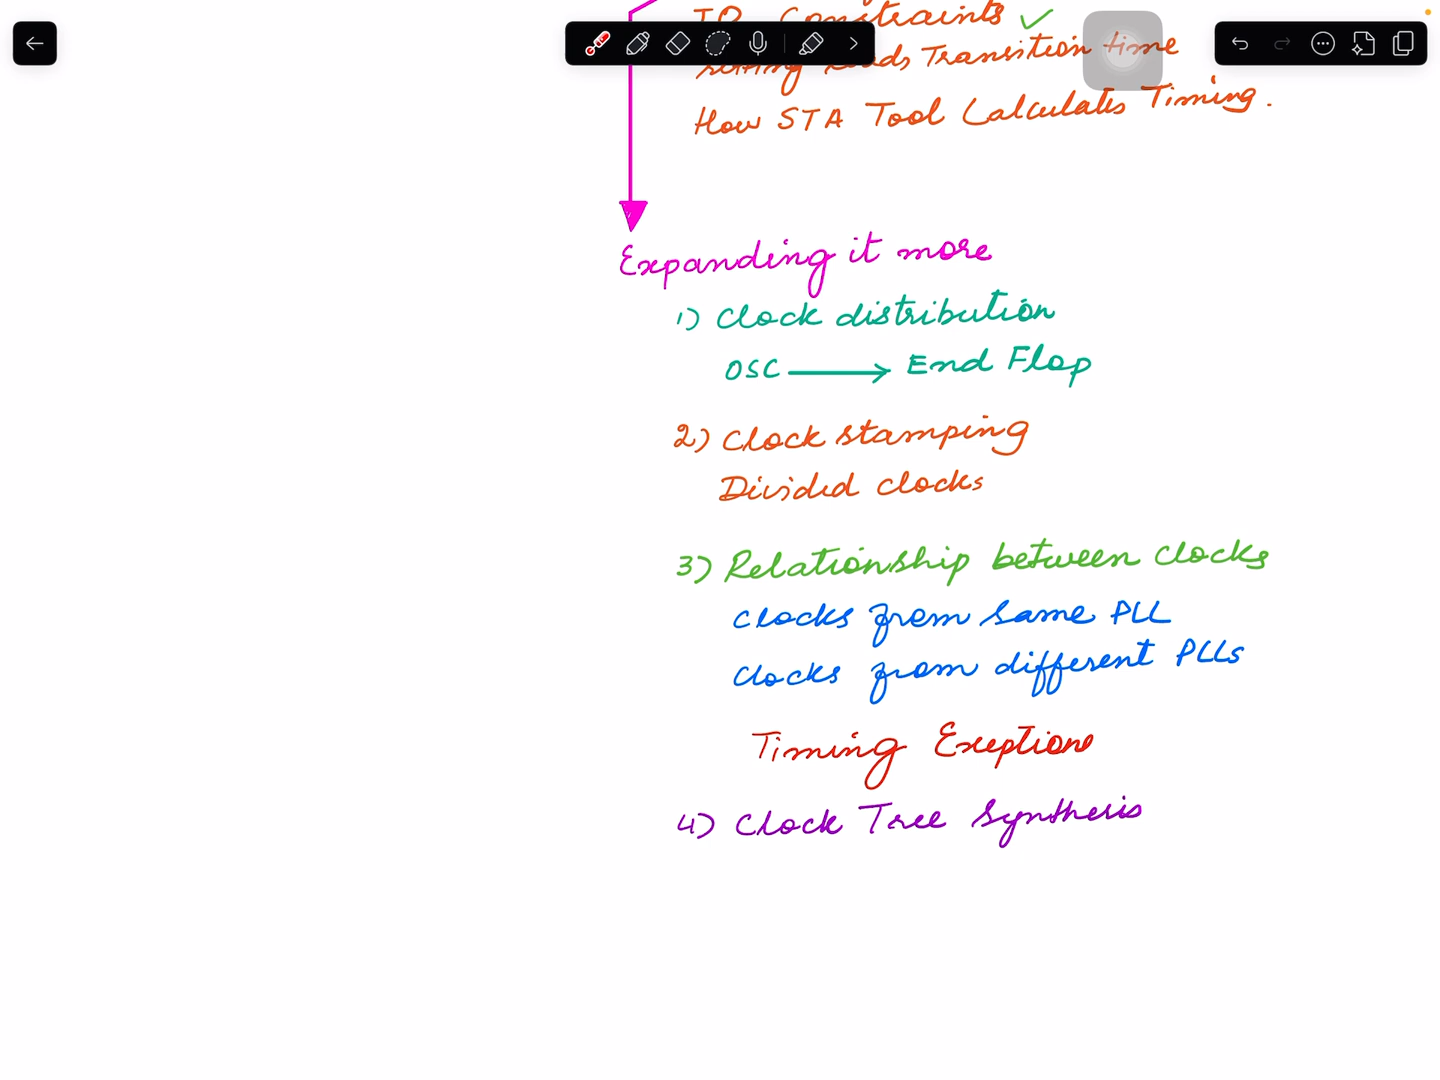 IO Constraints
Setting loads, Transition time
How STA Tool Calculates Timing.
Expanding it more
1) Clock distribution
OSC → End Flop
2) Clock stamping
Divided clocks
3) Relationship between clocks
clocks from same PLL
clocks from different PLLs
Timing Exeptions
4) Clock Tree Synthesis